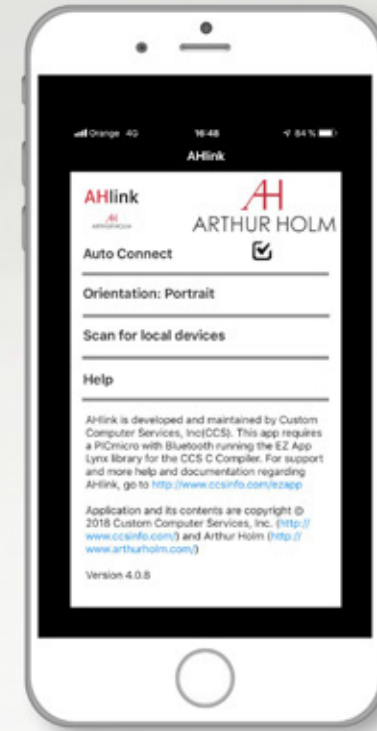 Orange 4G 16:48 84 %
AHlink
AHlink
AH
ARTHUR HOLM
AH
ARTHUR HOLM
Auto Connect
Orientation: Portrait
Scan for local devices
Help
AHlink is developed and maintained by Custom
Computer Services, Inc(CCS). This app requires
a PICmicro with Bluetooth running the EZ App
Lynx library for the CCS C Compiler. For support
and more help and documentation regarding
AHlink, go to http://www.ccsinfo.com/ezapp
Application and its contents are copyright ©
2018 Custom Computer Services, Inc. (http://
www.ccsinfo.com/) and Arthur Holm (http://
www.arthurholm.com/)
Version 4.0.8